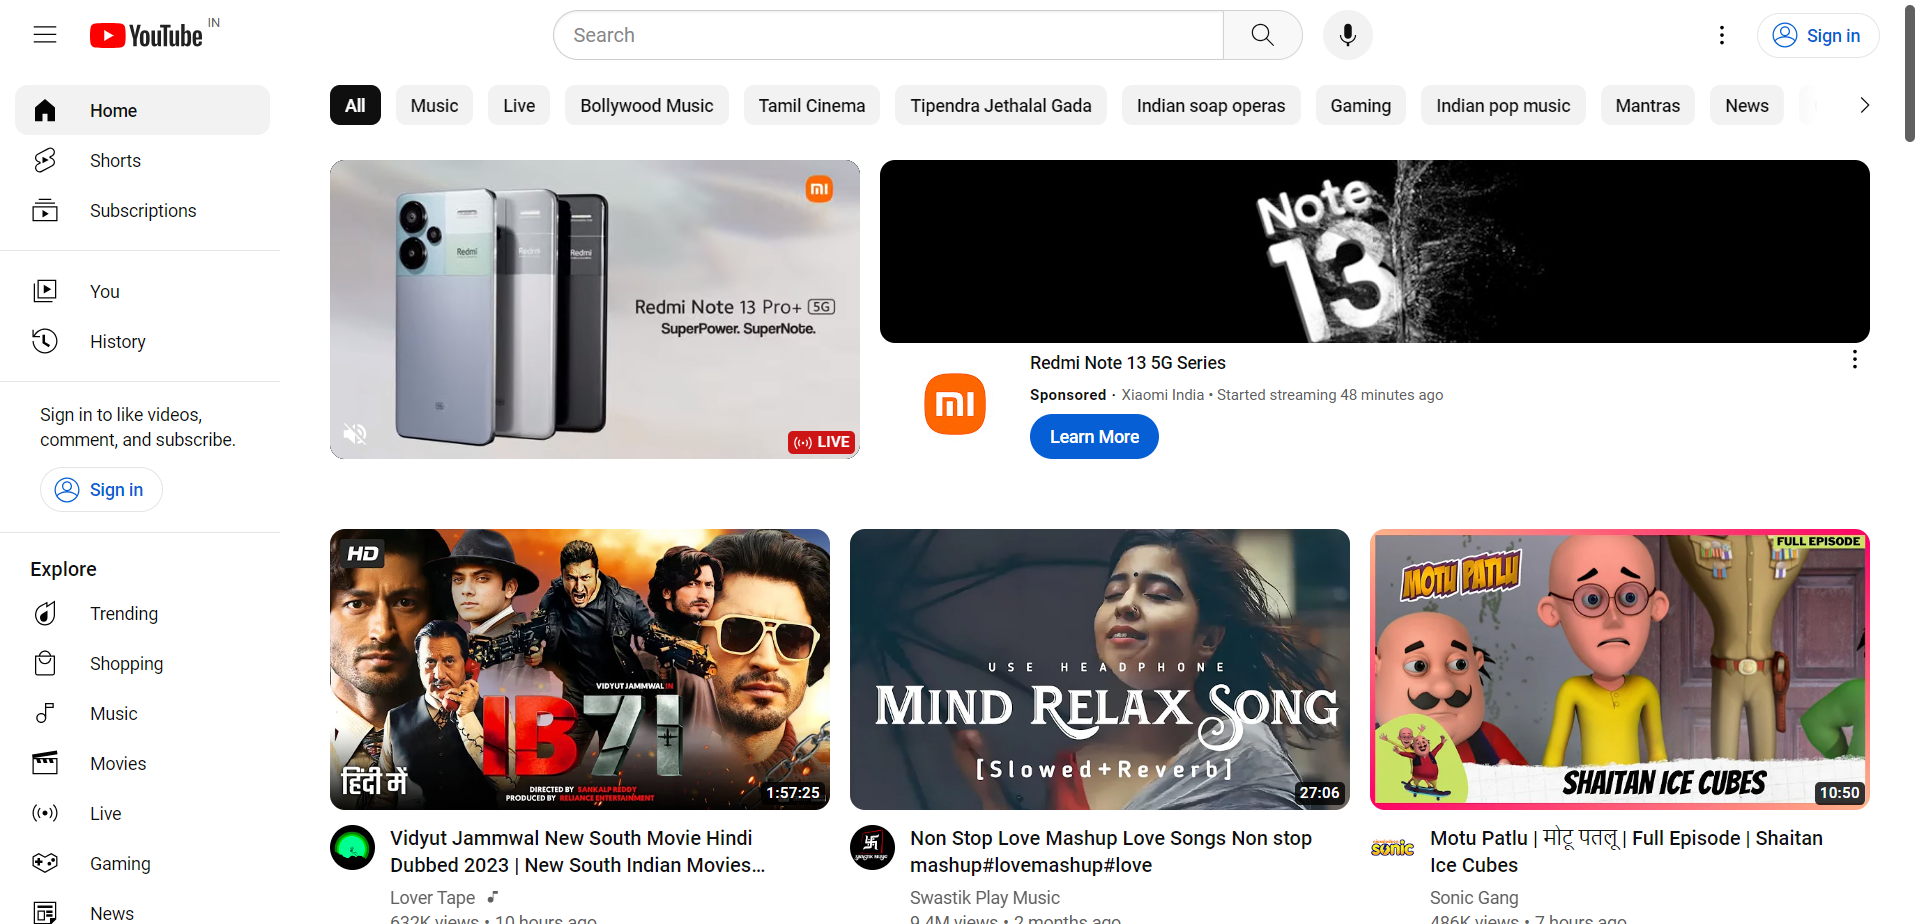 YouTube IN
Search
Sign in
Home
Shorts
Subscriptions
You
History
Sign in to like videos,
comment, and subscribe.
Sign in
Explore
Trending
Shopping
Music
Movies
Live
Gaming
News
All Music Live Bollywood Music Tamil Cinema Tipendra Jethalal Gada Indian soap operas Gaming Indian pop music Mantras News
mi
Redmi
Redmi
Redmi
Redmi Note 13 Pro+ 5G
SuperPower. SuperNote.
LIVE
Note
13
mi
Redmi Note 13 5G Series
Sponsored · Xiaomi India • Started streaming 48 minutes ago
Learn More
HD
VIDYUT JAMMWAL IN
IB71
हिंदी में
DIRECTED BY SANKALP REDDY
PRODUCED BY RELIANCE ENTERTAINMENT
1:57:25
Vidyut Jammwal New South Movie Hindi
Dubbed 2023 | New South Indian Movies...
Lover Tape
632K views • 10 hours ago
USE HEADPHONE
MIND RELAX SONG
[Slowed+Reverb]
27:06
Non Stop Love Mashup Love Songs Non stop
mashup#lovemashup#love
Swastik Play Music
9.4M views • 2 months ago
FULL EPISODE
MOTU PATLU
SHAITAN ICE CUBES
10:50
sonic
Motu Patlu | मोटू पतलू | Full Episode | Shaitan
Ice Cubes
Sonic Gang
486K views • 7 hours ago